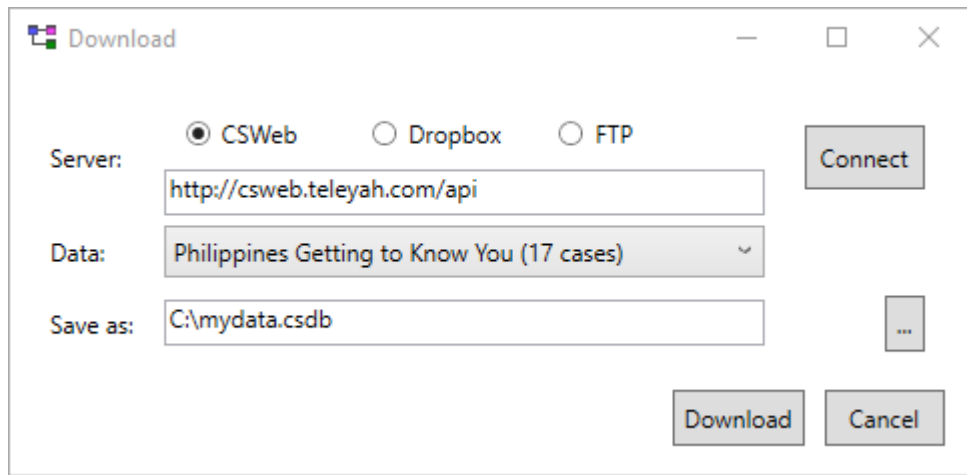 Download
CSWeb Dropbox FTP
Server:
Connect
http://csweb.teleyah.com/api
Data:
Philippines Getting to Know You (17 cases)
Save as:
C:\mydata.csdb
...
Download Cancel